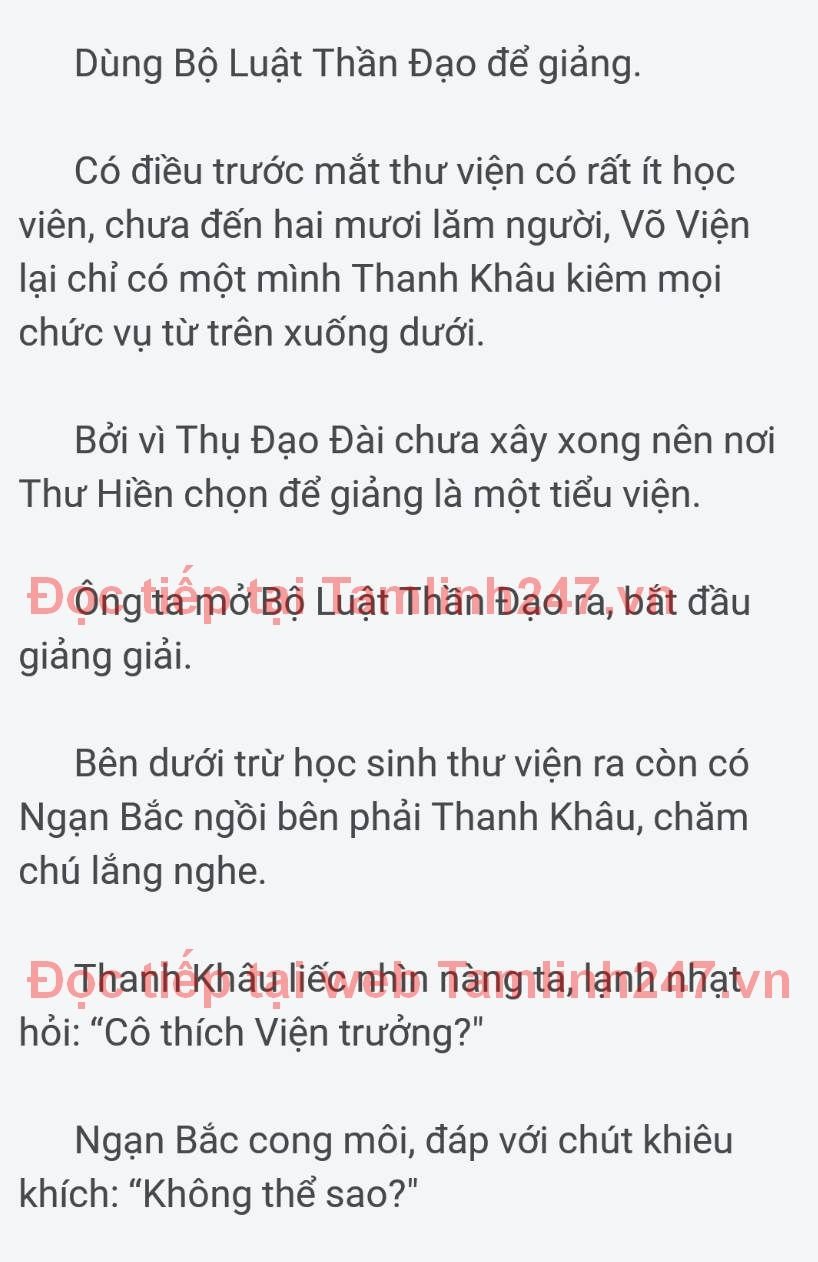 Dùng Bộ Luật Thần Đạo để giảng.
Có điều trước mắt thư viện có rất ít học
viên, chưa đến hai mươi lăm người, Võ Viện
lại chỉ có một mình Thanh Khâu kiêm mọi
chức vụ từ trên xuống dưới.
Bởi vì Thụ Đạo Đài chưa xây xong nên nơi
Thư Hiền chọn để giảng là một tiểu viện.
Đọc tiếp tại Tamlinh247.vn
Ông ta mở Bộ Luật Thần Đạo ra, bắt đầu
giảng giải.
Bên dưới trừ học sinh thư viện ra còn có
Ngạn Bắc ngồi bên phải Thanh Khâu, chăm
chú lắng nghe.
Đọc tiếp tại web Tamlinh247.vn
Thanh Khâu liếc nhìn nàng ta, lạnh nhạt
hỏi: “Cô thích Viện trưởng?"
Ngạn Bắc cong môi, đáp với chút khiêu
khích: “Không thể sao?"